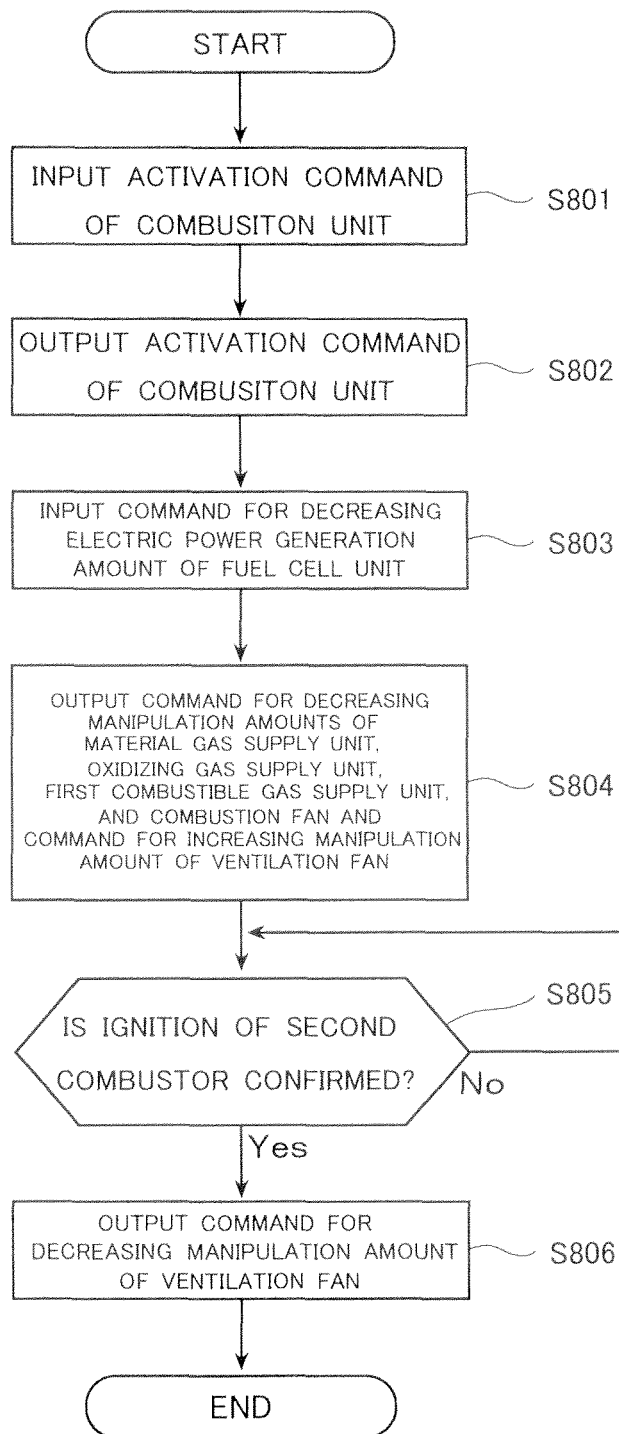 START
INPUT ACTIVATION COMMAND
OF COMBUSITON UNIT
S801
OUTPUT ACTIVATION COMMAND
OF COMBUSITON UNIT
S802
INPUT COMMAND FOR DECREASING
ELECTRIC POWER GENERATION
AMOUNT OF FUEL CELL UNIT
S803
OUTPUT COMMAND FOR DECREASING
MANIPULATION AMOUNTS OF
MATERIAL GAS SUPPLY UNIT,
OXIDIZING GAS SUPPLY UNIT,
FIRST COMBUSTIBLE GAS SUPPLY UNIT,
AND COMBUSTION FAN AND
COMMAND FOR INCREASING MANIPULATION
AMOUNT OF VENTILATION FAN
S804
IS IGNITION OF SECOND
COMBUSTOR CONFIRMED?
S805
No
Yes
OUTPUT COMMAND FOR
DECREASING MANIPULATION AMOUNT
OF VENTILATION FAN
S806
END